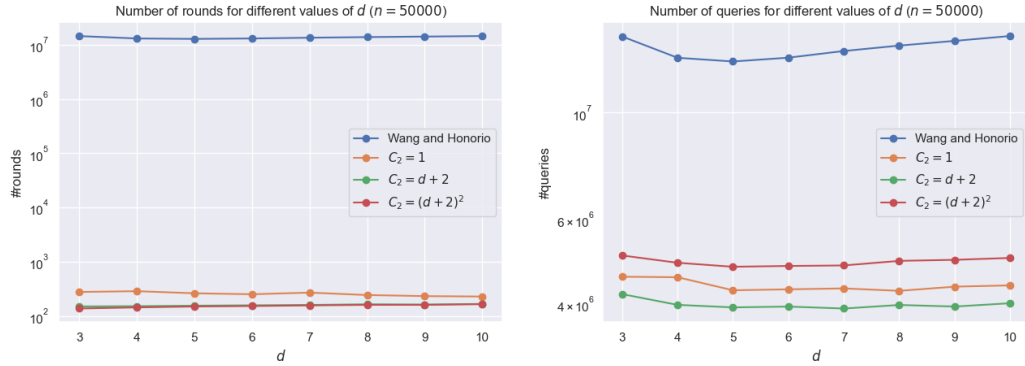 Number of rounds for different values of d (n = 50000)
10⁷
10⁶
10⁵
10⁴
10³
10²
#rounds
Wang and Honorio
C₂ = 1
C₂ = d + 2
C₂ = (d + 2)²
3 4 5 6 7 8 9 10
d
Number of queries for different values of d (n = 50000)
10⁷
6 × 10⁶
4 × 10⁶
#queries
Wang and Honorio
C₂ = 1
C₂ = d + 2
C₂ = (d + 2)²
3 4 5 6 7 8 9 10
d